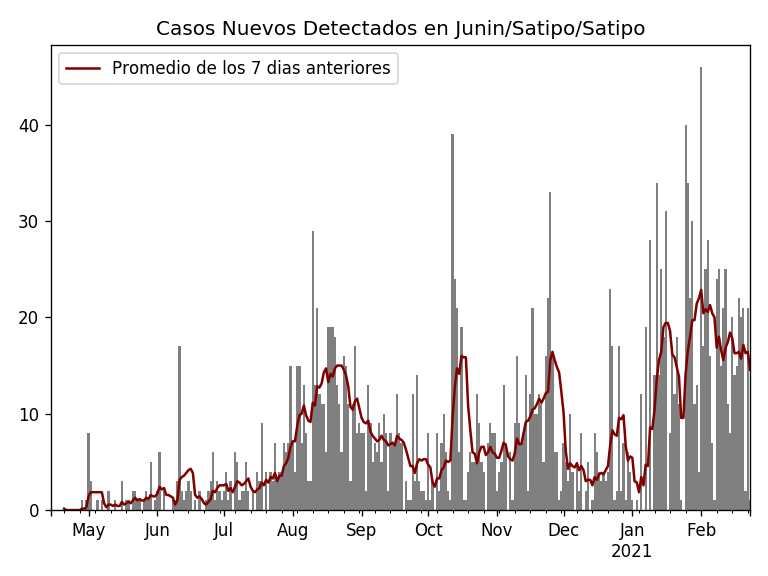 Casos Nuevos Detectados en Junin/Satipo/Satipo
Promedio de los 7 dias anteriores
40
30
20
10
0
May Jun Jul Aug Sep Oct Nov Dec Jan Feb
2021